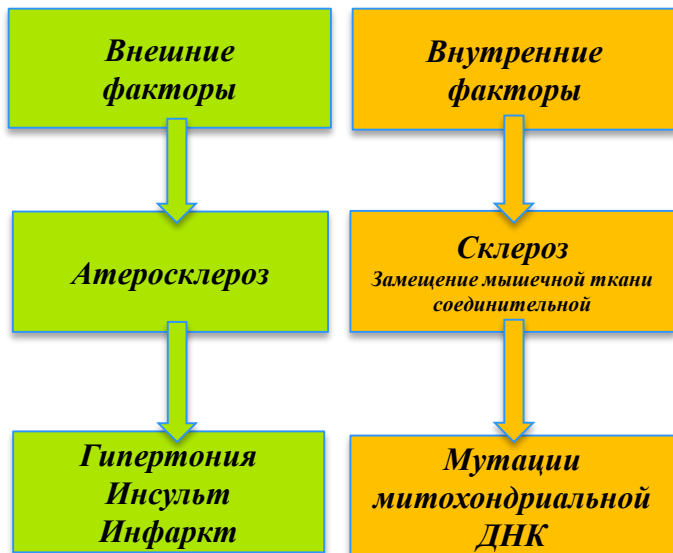 Внешние
факторы
Внутренние
факторы
Атеросклероз
Склероз
Замещение мышечной ткани
соединительной
Гипертония
Инсульт
Инфаркт
Мутации
митохондриальной
ДНК